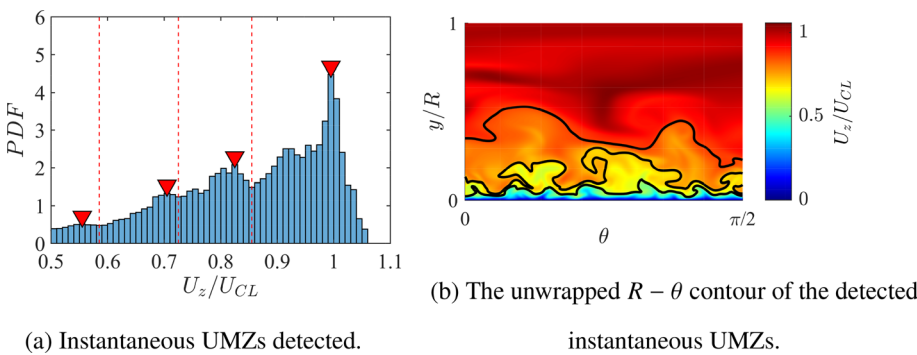 6
5
4
3
2
1
0
PDF
0.5 0.6 0.7 0.8 0.9 1 1.1
U_z/U_CL
(a) Instantaneous UMZs detected.
1
y/R
0
0 π/2
θ
1
0.5
0
U_z/U_CL
(b) The unwrapped R − θ contour of the detected
instantaneous UMZs.